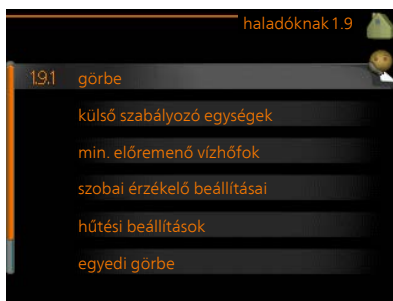 haladóknak 1.9
1.9.1 görbe
külső szabályozó egységek
min. előremenő vízhőfok
szobai érzékelő beállításai
hűtési beállítások
egyedi görbe